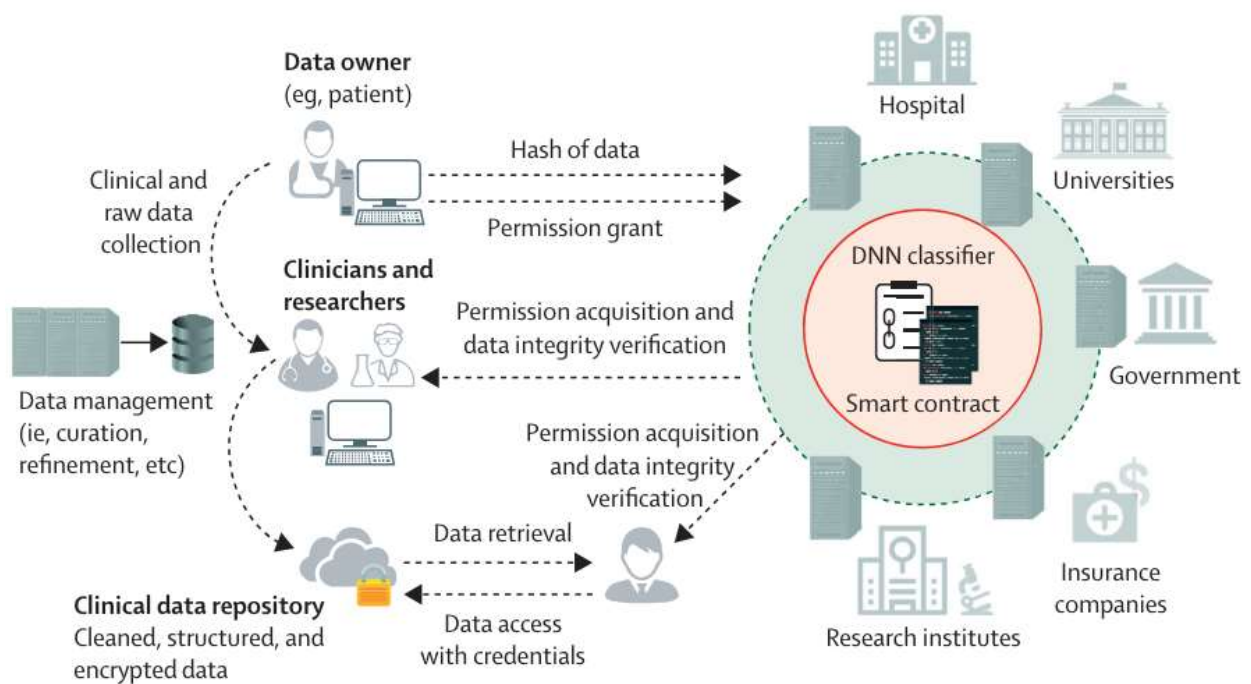 Data owner
(eg, patient)
Hospital
Hash of data
Universities
Clinical and
raw data
collection
Permission grant
DNN classifier
Clinicians and
researchers
Permission acquisition and
data integrity verification
Government
Smart contract
Data management
(ie, curation,
refinement, etc)
Permission acquisition
and data integrity
verification
Data retrieval
Insurance
companies
Clinical data repository
Cleaned, structured, and
encrypted data
Data access
with credentials
Research institutes